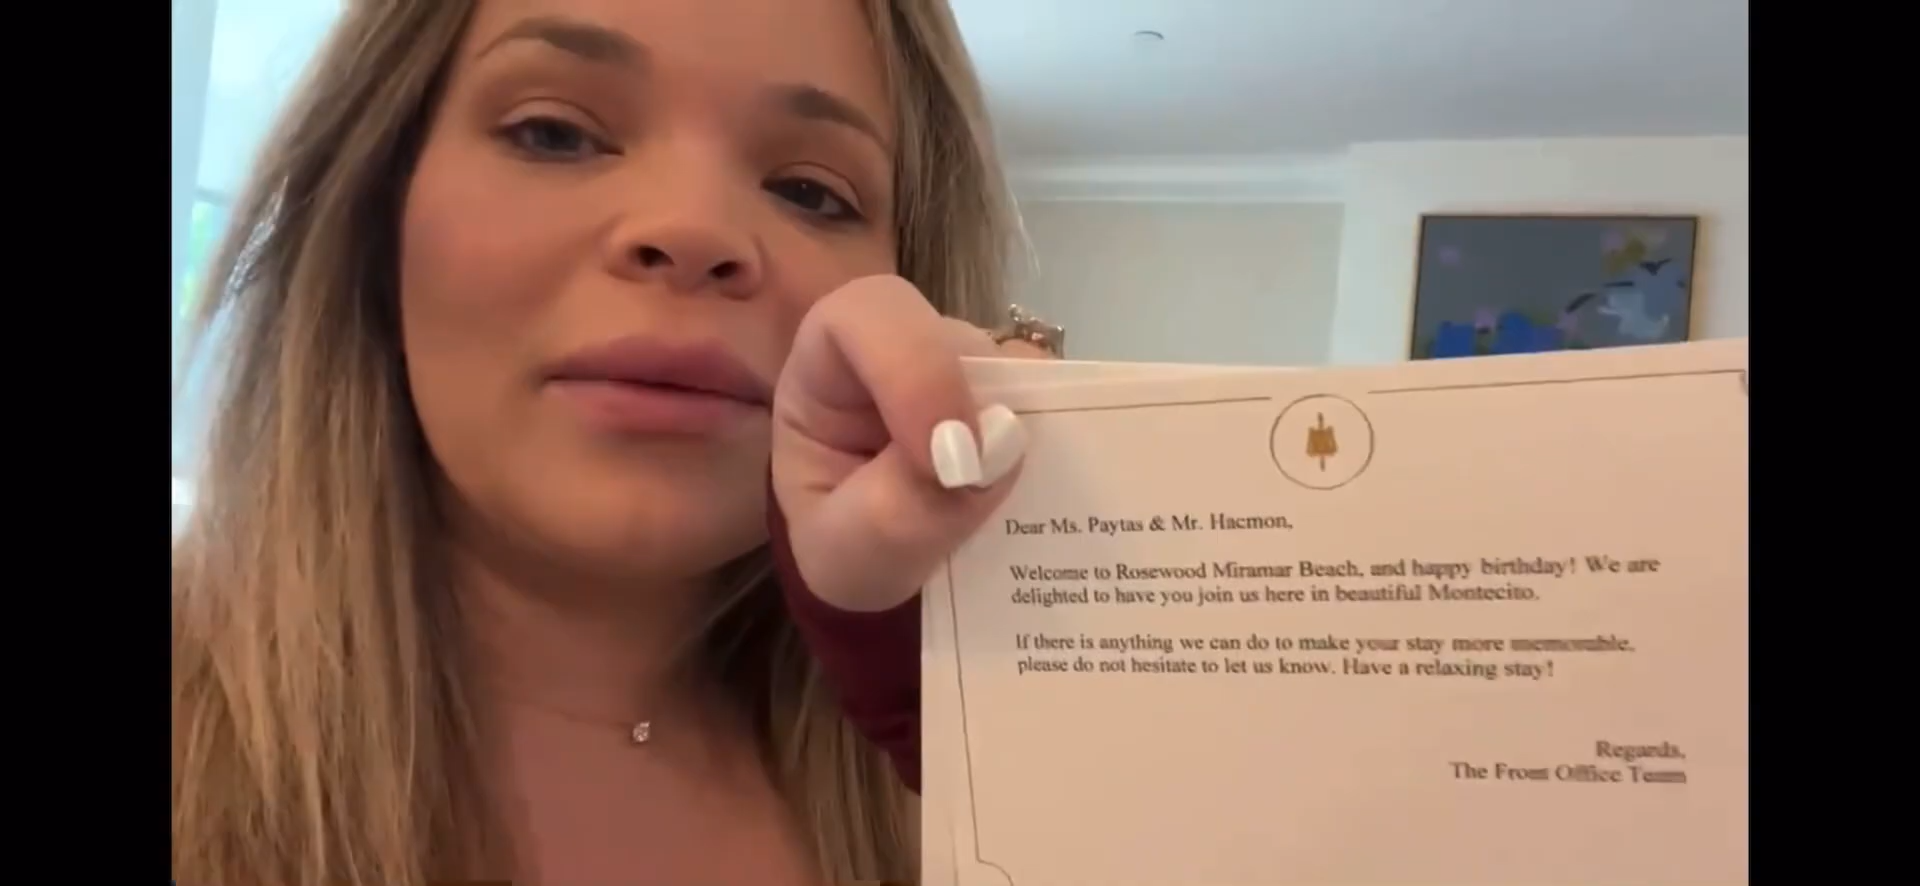 Dear Ms. Paytas & Mr. Hacmon,
Welcome to Rosewood Miramar Beach, and happy birthday! We are
delighted to have you join us here in beautiful Montecito.
If there is anything we can do to make your stay more memorable,
please do not hesitate to let us know. Have a relaxing stay!
Regards,
The Front Office Team